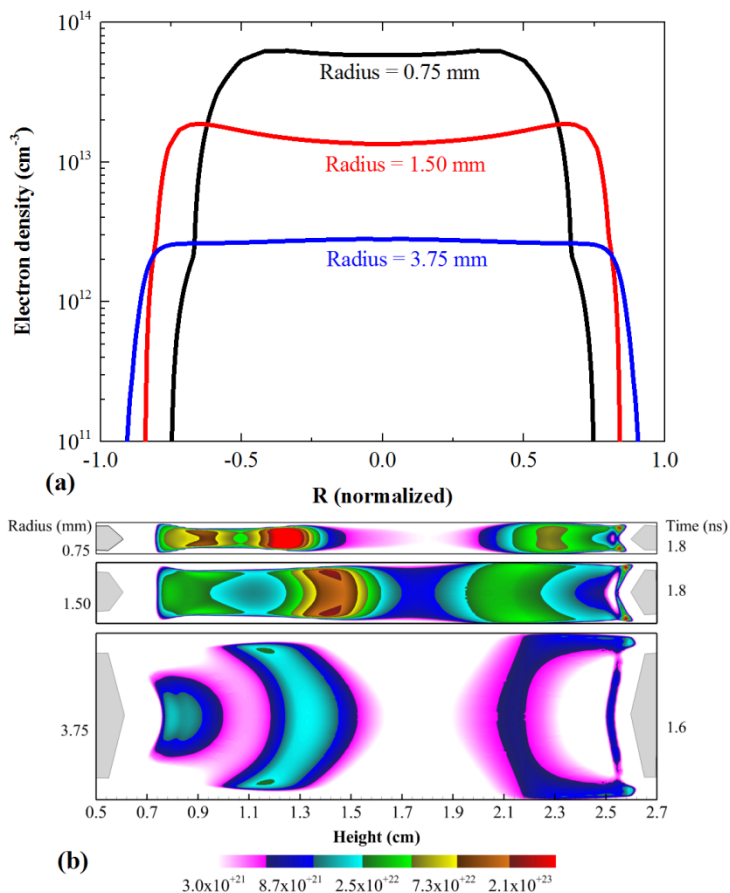 10^14
10^13
10^12
10^11
Electron density (cm^-3)
Radius = 0.75 mm
Radius = 1.50 mm
Radius = 3.75 mm
-1.0 -0.5 0.0 0.5 1.0
(a) R (normalized)
Radius (mm) Time (ns)
0.75 1.8
1.50 1.8
3.75 1.6
0.5 0.7 0.9 1.1 1.3 1.5 1.7 1.9 2.1 2.3 2.5 2.7
Height (cm)
(b)
3.0x10^+21 8.7x10^+21 2.5x10^+22 7.3x10^+22 2.1x10^+23